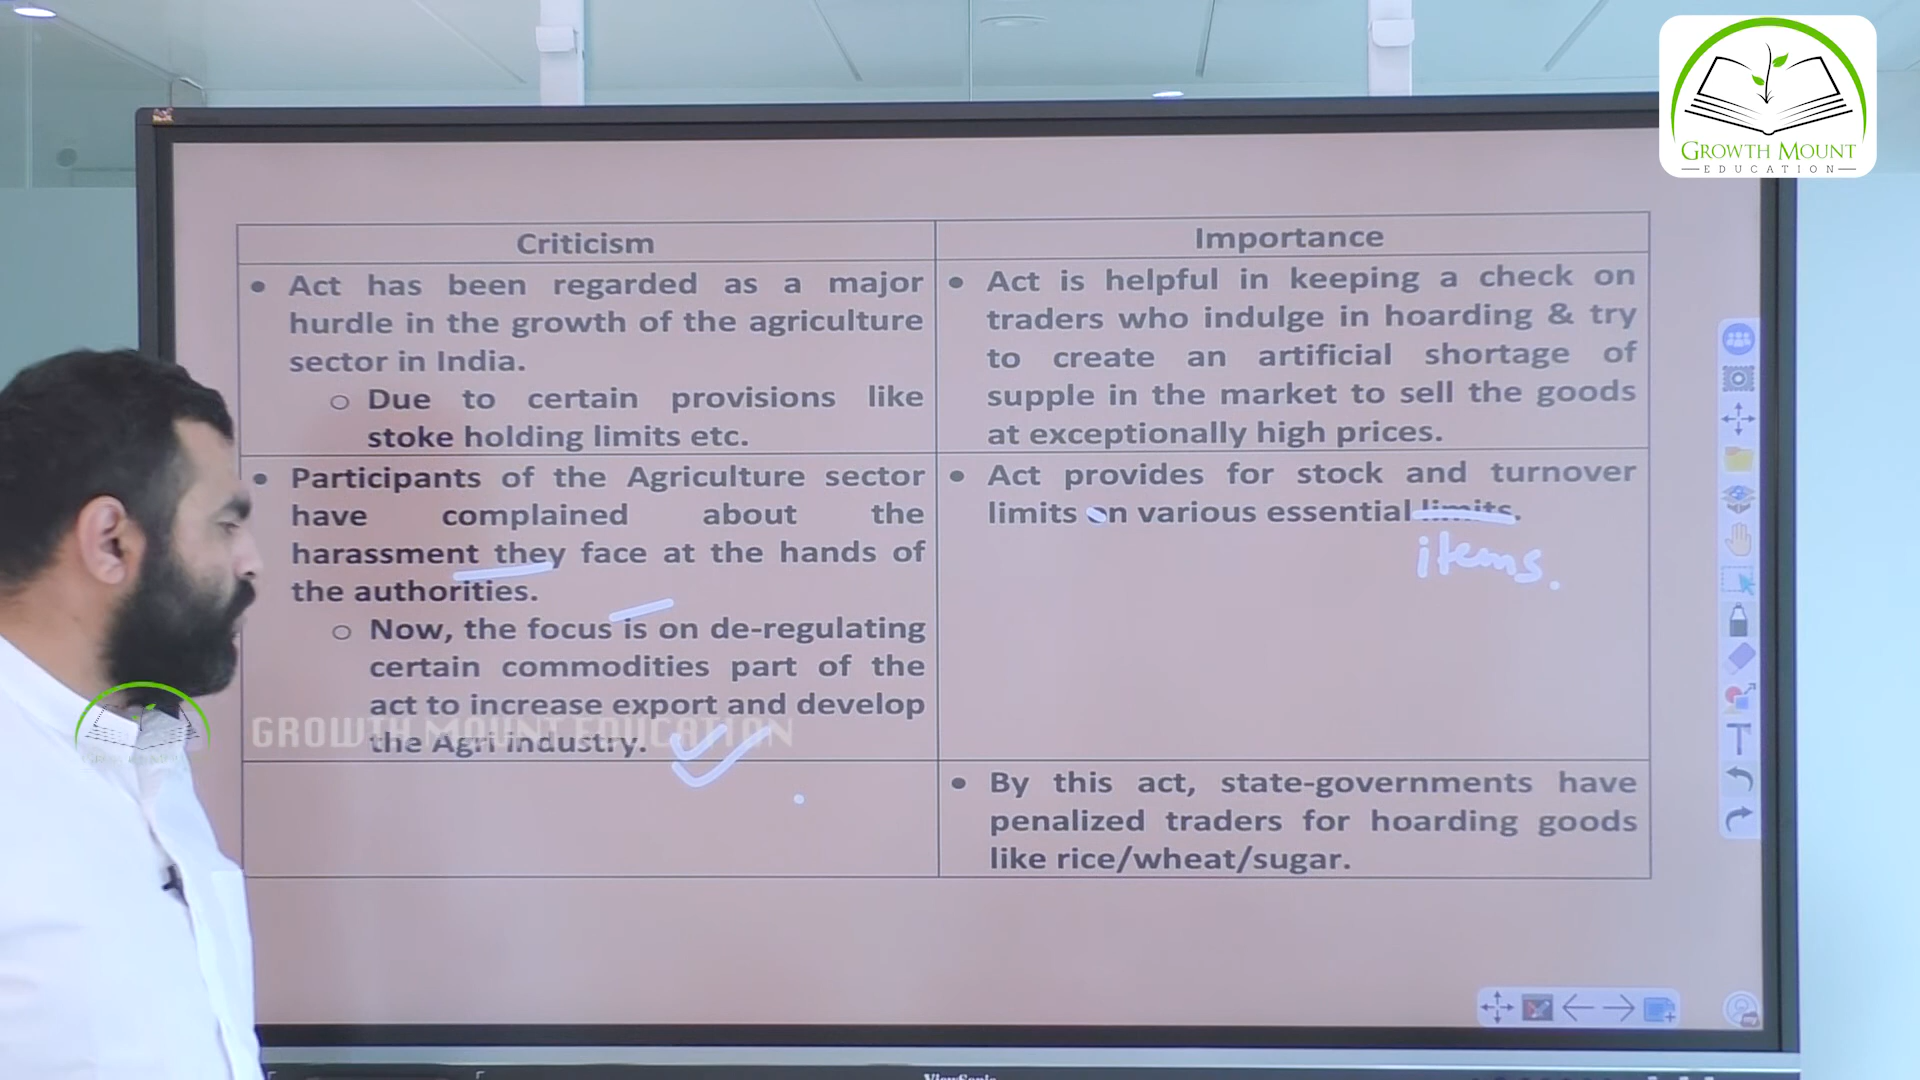 GROWTH MOUNT
EDUCATION
Criticism
• Act has been regarded as a major
hurdle in the growth of the agriculture
sector in India.
o Due to certain provisions like
stoke holding limits etc.
• Participants of the Agriculture sector
have complained about the
harassment they face at the hands of
the authorities.
o Now, the focus is on de-regulating
certain commodities part of the
act to increase export and develop
the Agri industry.
Importance
• Act is helpful in keeping a check on
traders who indulge in hoarding & try
to create an artificial shortage of
supple in the market to sell the goods
at exceptionally high prices.
• Act provides for stock and turnover
limits on various essential limits.
items.
• By this act, state-governments have
penalized traders for hoarding goods
like rice/wheat/sugar.
GROWTH MOUNT EDUCATION
ViewSonic